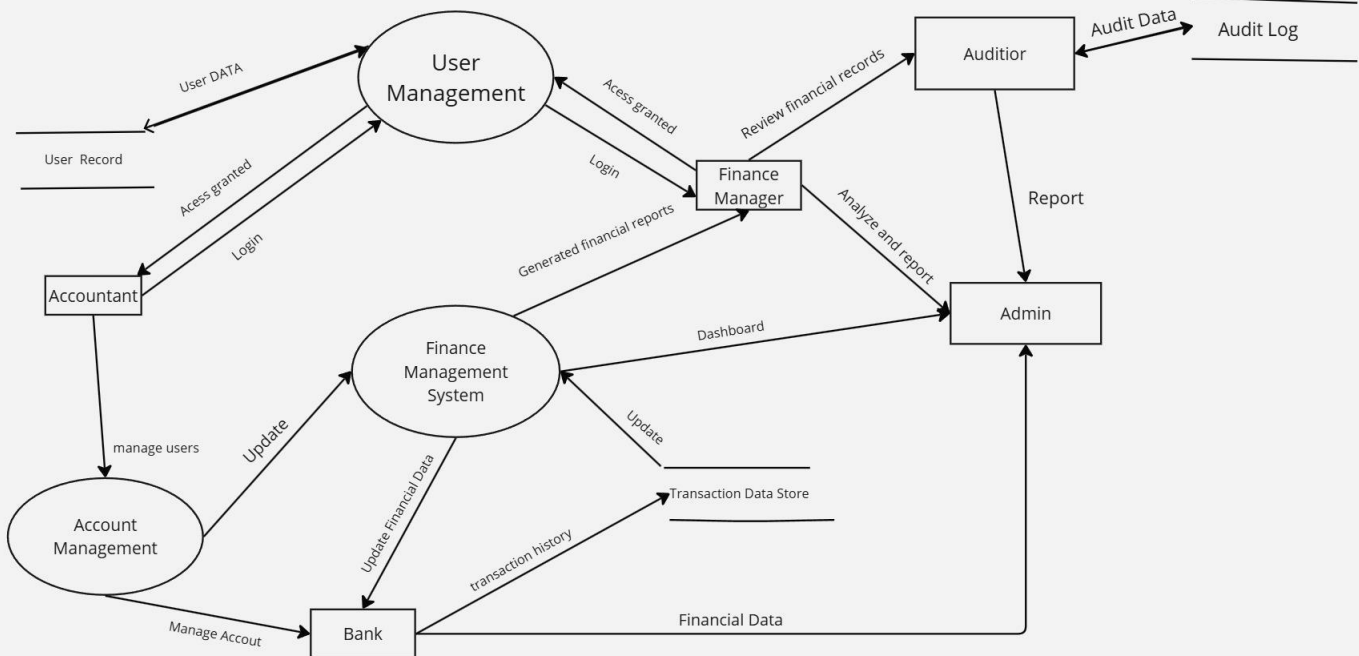 User
Management
Auditior
Audit Data
Audit Log
User DATA
Acess granted
Review financial records
User  Record
Login
Finance
Manager
Acess granted
Login
Analyze and report
Report
Generated financial reports
Accountant
Admin
Dashboard
Finance
Management
System
Update
Update
manage users
Transaction Data Store
Update Financial Data
Account
Management
transaction history
Manage Accout
Bank
Financial Data